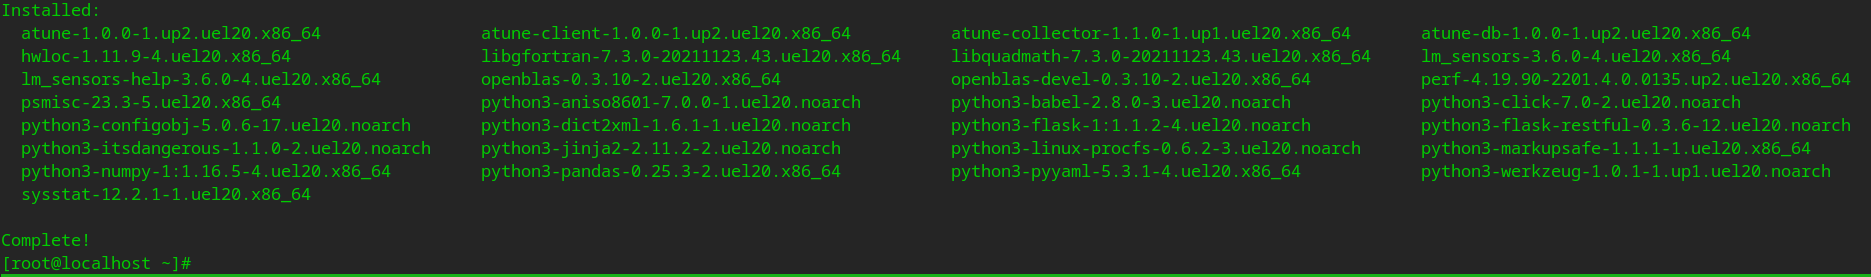 Installed:
  atune-1.0.0-1.up2.uel20.x86_64                atune-client-1.0.0-1.up2.uel20.x86_64          atune-collector-1.1.0-1.up1.uel20.x86_64       atune-db-1.0.0-1.up2.uel20.x86_64
  hwloc-1.11.9-4.uel20.x86_64                   libgfortran-7.3.0-20211123.43.uel20.x86_64     libquadmath-7.3.0-20211123.43.uel20.x86_64     lm_sensors-3.6.0-4.uel20.x86_64
  lm_sensors-help-3.6.0-4.uel20.x86_64          openblas-0.3.10-2.uel20.x86_64                 openblas-devel-0.3.10-2.uel20.x86_64           perf-4.19.90-2201.4.0.0135.up2.uel20.x86_64
  psmisc-23.3-5.uel20.x86_64                    python3-aniso8601-7.0.0-1.uel20.noarch         python3-babel-2.8.0-3.uel20.noarch             python3-click-7.0-2.uel20.noarch
  python3-configobj-5.0.6-17.uel20.noarch       python3-dict2xml-1.6.1-1.uel20.noarch          python3-flask-1:1.1.2-4.uel20.noarch           python3-flask-restful-0.3.6-12.uel20.noarch
  python3-itsdangerous-1.1.0-2.uel20.noarch     python3-jinja2-2.11.2-2.uel20.noarch           python3-linux-procfs-0.6.2-3.uel20.noarch      python3-markupsafe-1.1.1-1.uel20.x86_64
  python3-numpy-1:1.16.5-4.uel20.x86_64         python3-pandas-0.25.3-2.uel20.x86_64           python3-pyyaml-5.3.1-4.uel20.x86_64            python3-werkzeug-1.0.1-1.up1.uel20.noarch
  sysstat-12.2.1-1.uel20.x86_64

Complete!
[root@localhost ~]#